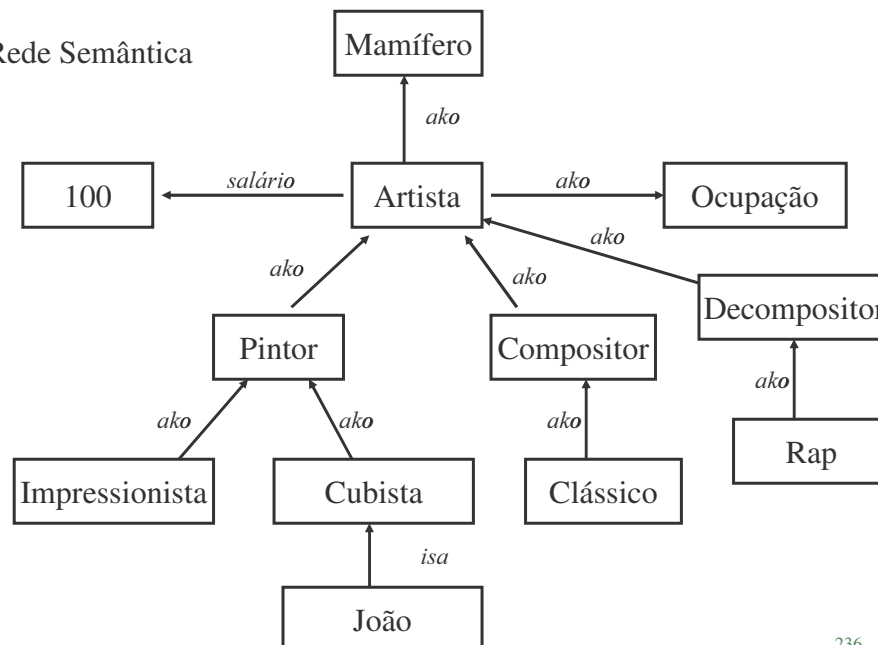 Rede Semântica
Mamífero
ako
100
salário
Artista
ako
Ocupação
ako
ako
ako
Decompositor
Pintor
Compositor
ako
ako
ako
ako
Rap
Impressionista
Cubista
Clássico
isa
João
236